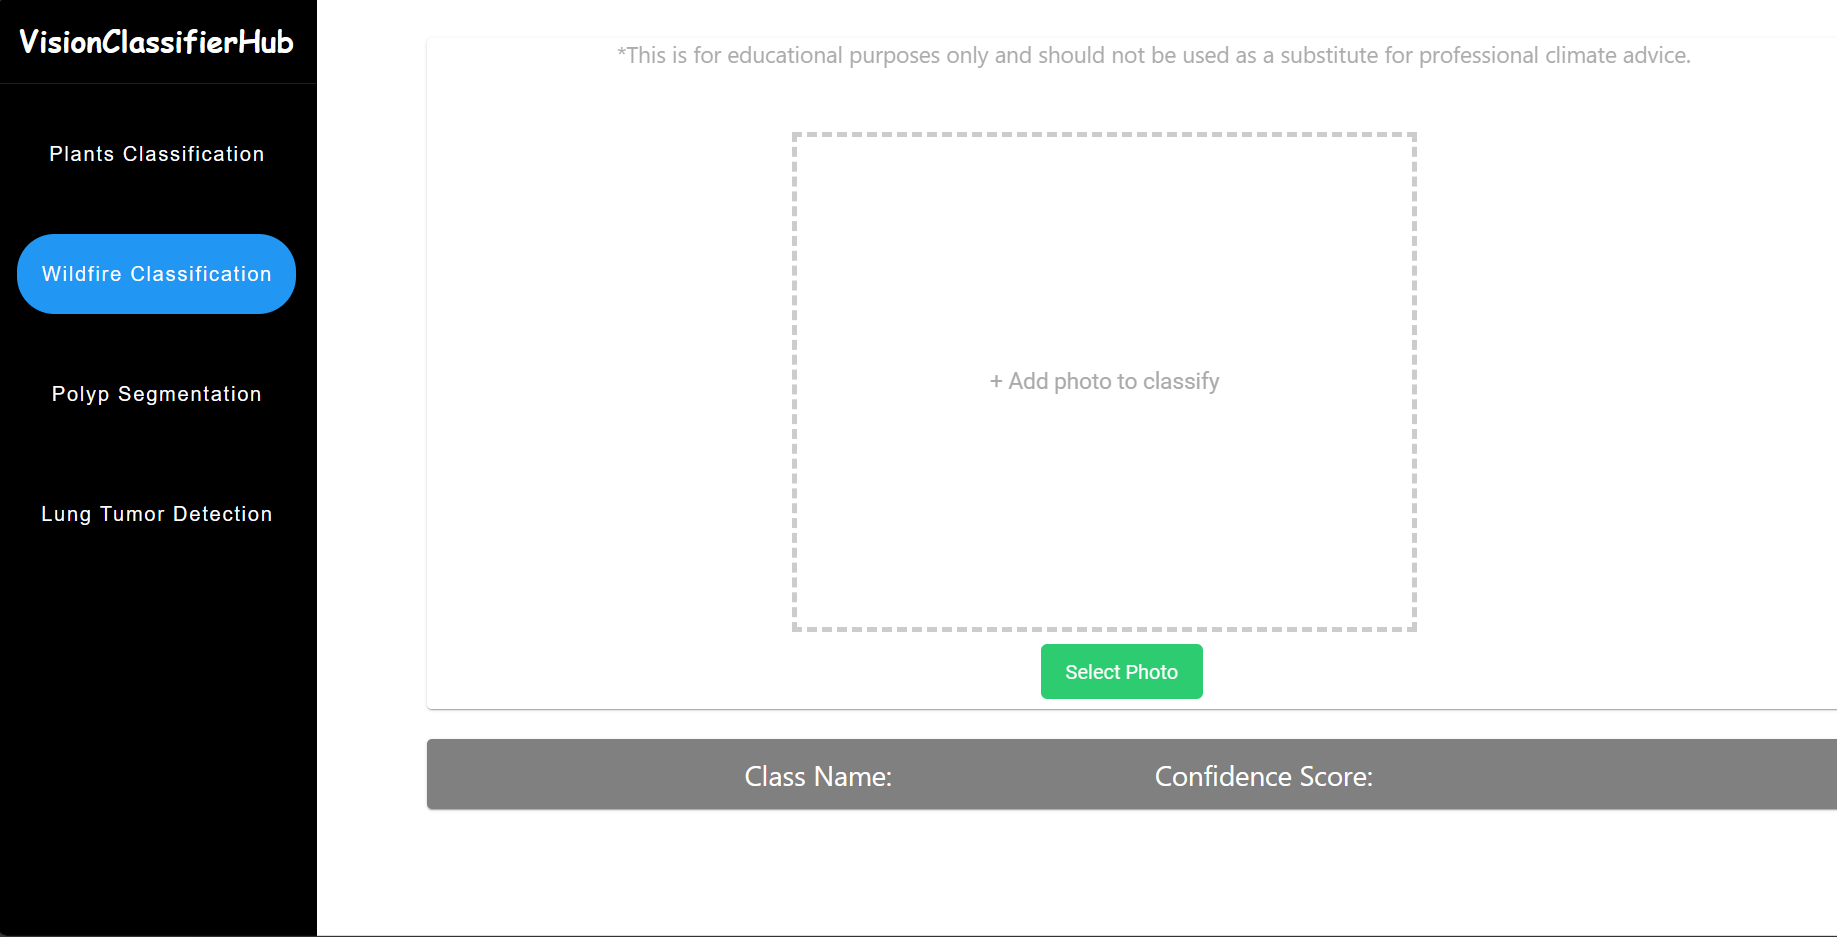 VisionClassifierHub
Plants Classification
Wildfire Classification
Polyp Segmentation
Lung Tumor Detection
*This is for educational purposes only and should not be used as a substitute for professional climate advice.
+ Add photo to classify
Select Photo
Class Name:
Confidence Score: